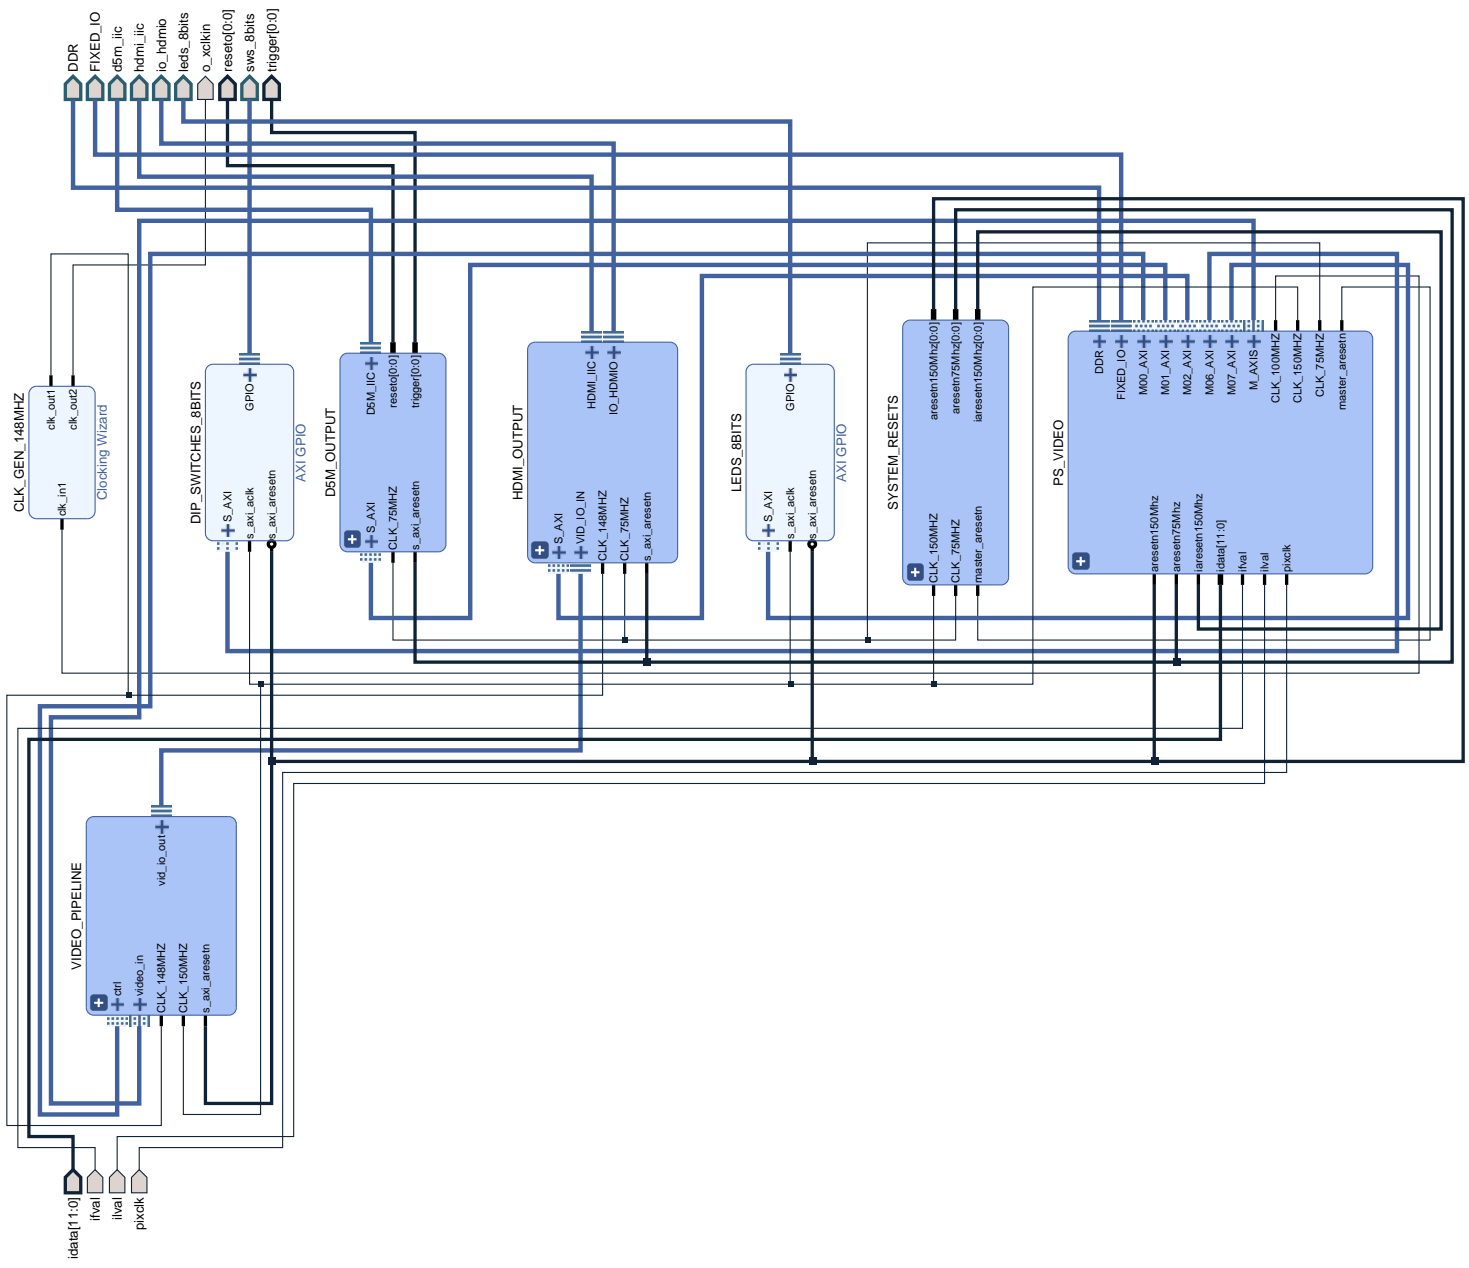 DDR
FIXED_IO
d5m_iic
hdmi_iic
io_hdmio
leds_8bits
o_xclkin
reseto[0:0]
sws_8bits
trigger[0:0]
CLK_GEN_148MHZ
clk_out1
clk_out2
clk_in1
Clocking Wizard
DIP_SWITCHES_8BITS
GPIO
S_AXI
s_axi_aclk
s_axi_aresetn
AXI GPIO
D5M_OUTPUT
D5M_IIC
reseto[0:0]
trigger[0:0]
S_AXI
CLK_75MHZ
s_axi_aresetn
HDMI_OUTPUT
HDMI_IIC
IO_HDMIO
S_AXI
VID_IO_IN
CLK_148MHZ
CLK_75MHZ
s_axi_aresetn
LEDS_8BITS
GPIO
S_AXI
s_axi_aclk
s_axi_aresetn
AXI GPIO
SYSTEM_RESETS
aresetn150Mhz[0:0]
aresetn75Mhz[0:0]
iaresetn150Mhz[0:0]
CLK_150MHZ
CLK_75MHZ
master_aresetn
PS_VIDEO
DDR
FIXED_IO
M00_AXI
M01_AXI
M02_AXI
M06_AXI
M07_AXI
M_AXIS
CLK_100MHZ
CLK_150MHZ
CLK_75MHZ
master_aresetn
aresetn150Mhz
aresetn75Mhz
iaresetn150Mhz
idata[11:0]
ifval
ilval
pixclk
VIDEO_PIPELINE
vid_io_out
ctrl
video_in
CLK_148MHZ
CLK_150MHZ
s_axi_aresetn
idata[11:0]
ifval
ilval
pixclk